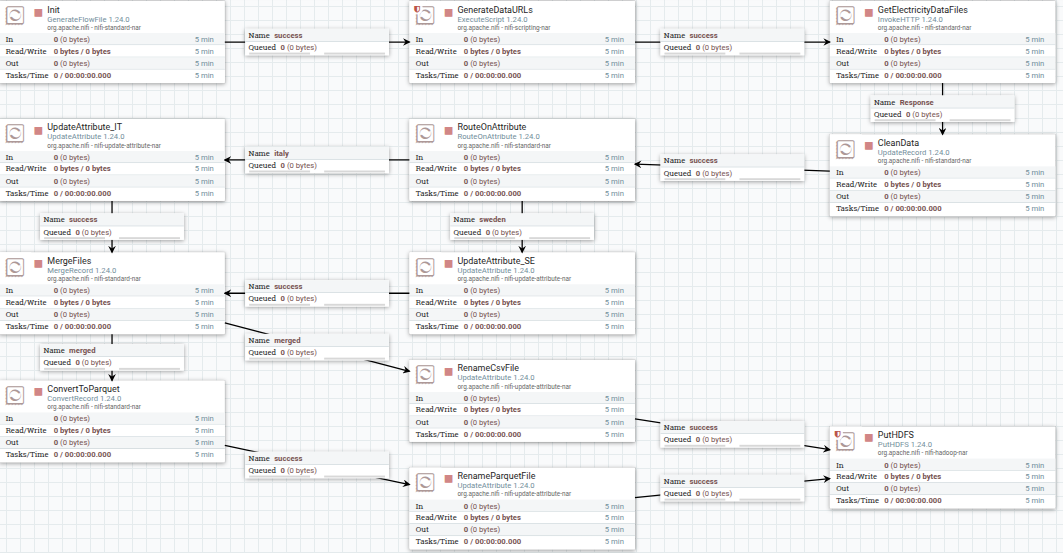 Init
GenerateFlowFile 1.24.0
org.apache.nifi - nifi-standard-nar
In 0 (0 bytes) 5 min
Read/Write 0 bytes / 0 bytes 5 min
Out 0 (0 bytes) 5 min
Tasks/Time 0 / 00:00:00.000 5 min
Name success
Queued 0 (0 bytes)
GenerateDataURLs
ExecuteScript 1.24.0
org.apache.nifi - nifi-scripting-nar
In 0 (0 bytes) 5 min
Read/Write 0 bytes / 0 bytes 5 min
Out 0 (0 bytes) 5 min
Tasks/Time 0 / 00:00:00.000 5 min
Name success
Queued 0 (0 bytes)
GetElectricityDataFiles
InvokeHTTP 1.24.0
org.apache.nifi - nifi-standard-nar
In 0 (0 bytes) 5 min
Read/Write 0 bytes / 0 bytes 5 min
Out 0 (0 bytes) 5 min
Tasks/Time 0 / 00:00:00.000 5 min
Name Response
Queued 0 (0 bytes)
UpdateAttribute_IT
UpdateAttribute 1.24.0
org.apache.nifi - nifi-update-attribute-nar
In 0 (0 bytes) 5 min
Read/Write 0 bytes / 0 bytes 5 min
Out 0 (0 bytes) 5 min
Tasks/Time 0 / 00:00:00.000 5 min
Name italy
Queued 0 (0 bytes)
RouteOnAttribute
RouteOnAttribute 1.24.0
org.apache.nifi - nifi-standard-nar
In 0 (0 bytes) 5 min
Read/Write 0 bytes / 0 bytes 5 min
Out 0 (0 bytes) 5 min
Tasks/Time 0 / 00:00:00.000 5 min
Name success
Queued 0 (0 bytes)
CleanData
UpdateRecord 1.24.0
org.apache.nifi - nifi-standard-nar
In 0 (0 bytes) 5 min
Read/Write 0 bytes / 0 bytes 5 min
Out 0 (0 bytes) 5 min
Tasks/Time 0 / 00:00:00.000 5 min
Name success
Queued 0 (0 bytes)
Name sweden
Queued 0 (0 bytes)
MergeFiles
MergeRecord 1.24.0
org.apache.nifi - nifi-standard-nar
In 0 (0 bytes) 5 min
Read/Write 0 bytes / 0 bytes 5 min
Out 0 (0 bytes) 5 min
Tasks/Time 0 / 00:00:00.000 5 min
Name success
Queued 0 (0 bytes)
UpdateAttribute_SE
UpdateAttribute 1.24.0
org.apache.nifi - nifi-update-attribute-nar
In 0 (0 bytes) 5 min
Read/Write 0 bytes / 0 bytes 5 min
Out 0 (0 bytes) 5 min
Tasks/Time 0 / 00:00:00.000 5 min
Name merged
Queued 0 (0 bytes)
Name merged
Queued 0 (0 bytes)
RenameCsvFile
UpdateAttribute 1.24.0
org.apache.nifi - nifi-update-attribute-nar
In 0 (0 bytes) 5 min
Read/Write 0 bytes / 0 bytes 5 min
Out 0 (0 bytes) 5 min
Tasks/Time 0 / 00:00:00.000 5 min
ConvertToParquet
ConvertRecord 1.24.0
org.apache.nifi - nifi-standard-nar
In 0 (0 bytes) 5 min
Read/Write 0 bytes / 0 bytes 5 min
Out 0 (0 bytes) 5 min
Tasks/Time 0 / 00:00:00.000 5 min
Name success
Queued 0 (0 bytes)
Name success
Queued 0 (0 bytes)
PutHDFS
PutHDFS 1.24.0
org.apache.nifi - nifi-hadoop-nar
In 0 (0 bytes) 5 min
Read/Write 0 bytes / 0 bytes 5 min
Out 0 (0 bytes) 5 min
Tasks/Time 0 / 00:00:00.000 5 min
RenameParquetFile
UpdateAttribute 1.24.0
org.apache.nifi - nifi-update-attribute-nar
In 0 (0 bytes) 5 min
Read/Write 0 bytes / 0 bytes 5 min
Out 0 (0 bytes) 5 min
Tasks/Time 0 / 00:00:00.000 5 min
Name success
Queued 0 (0 bytes)